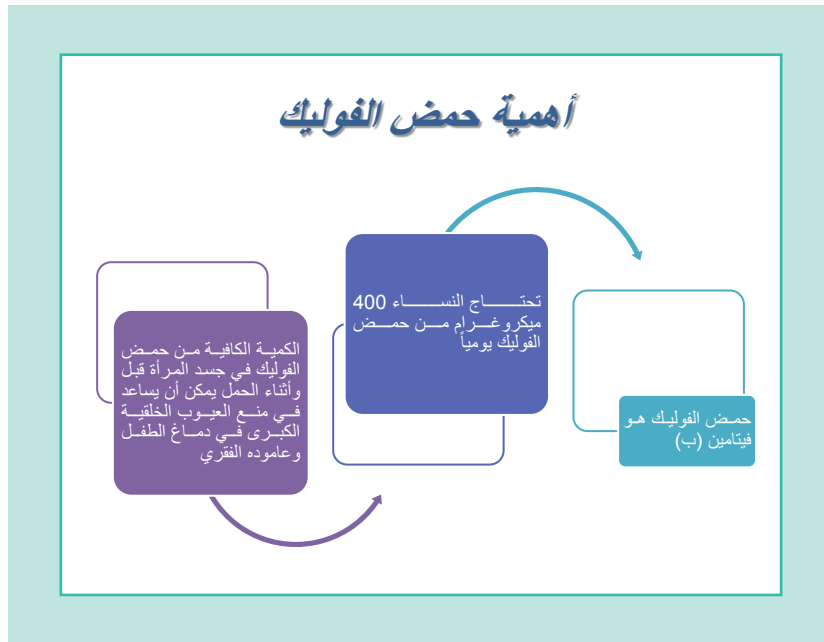 أهمية حمض الفوليك
حمض الفوليك هو
فيتامين (ب)
تحتاج النساء 400
ميكروغرام من حمض
الفوليك يومياً
الكمية الكافية من حمض
الفوليك في جسد المرأة قبل
وأثناء الحمل يمكن أن يساعد
في منع العيوب الخلقية
الكبرى في دماغ الطفل
وعاموده الفقري